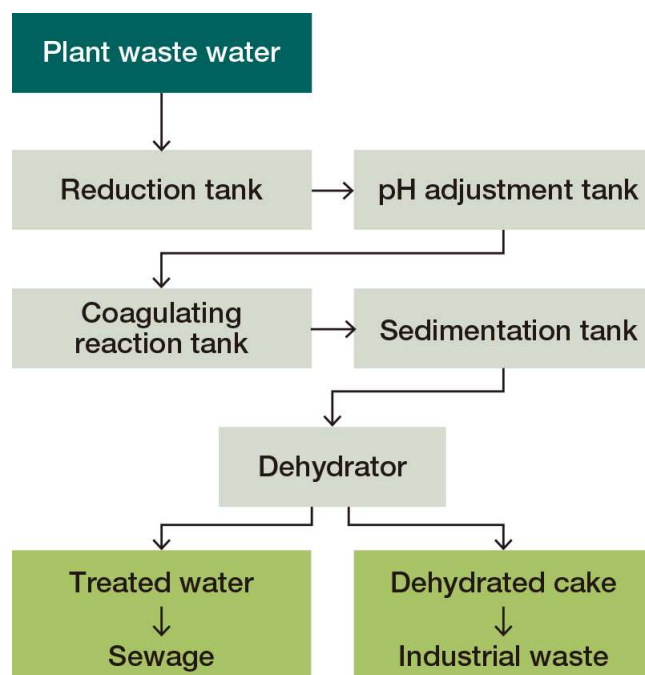 Plant waste water
Reduction tank
pH adjustment tank
Coagulating
reaction tank
Sedimentation tank
Dehydrator
Treated water
Sewage
Dehydrated cake
Industrial waste